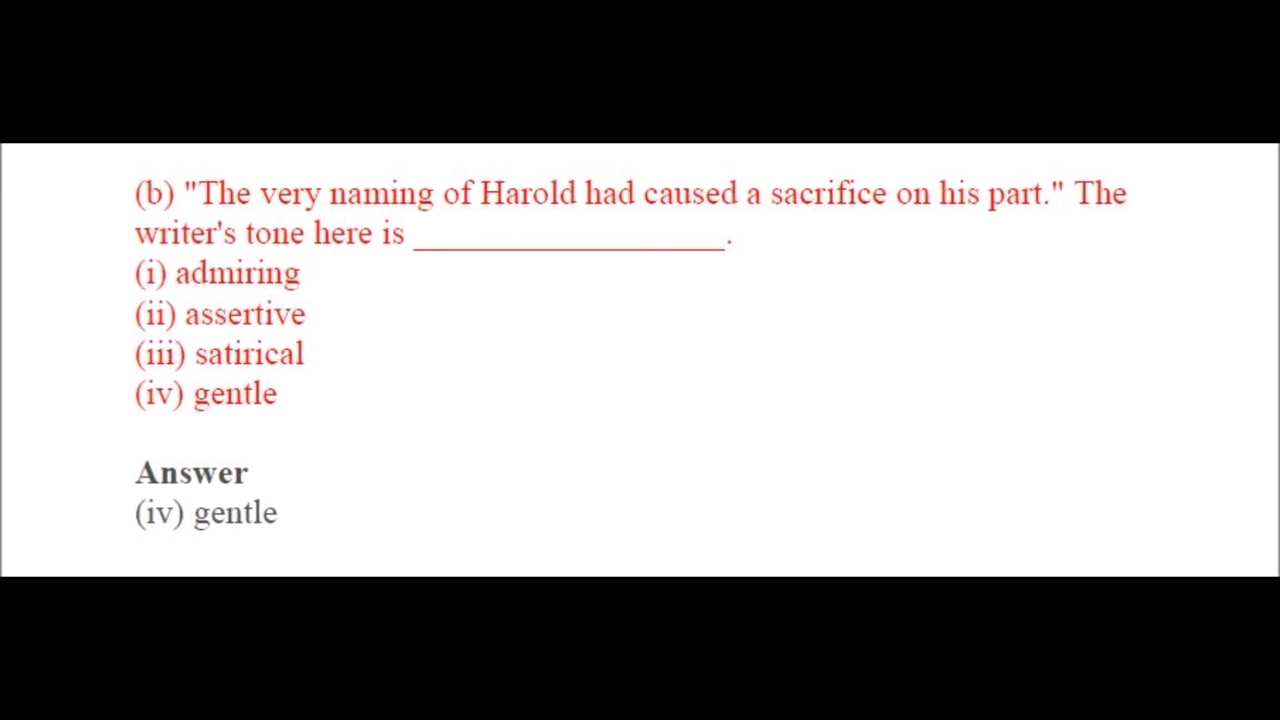 (b) "The very naming of Harold had caused a sacrifice on his part." The
writer's tone here is ___________________.
(i) admiring
(ii) assertive
(iii) satirical
(iv) gentle
Answer
(iv) gentle